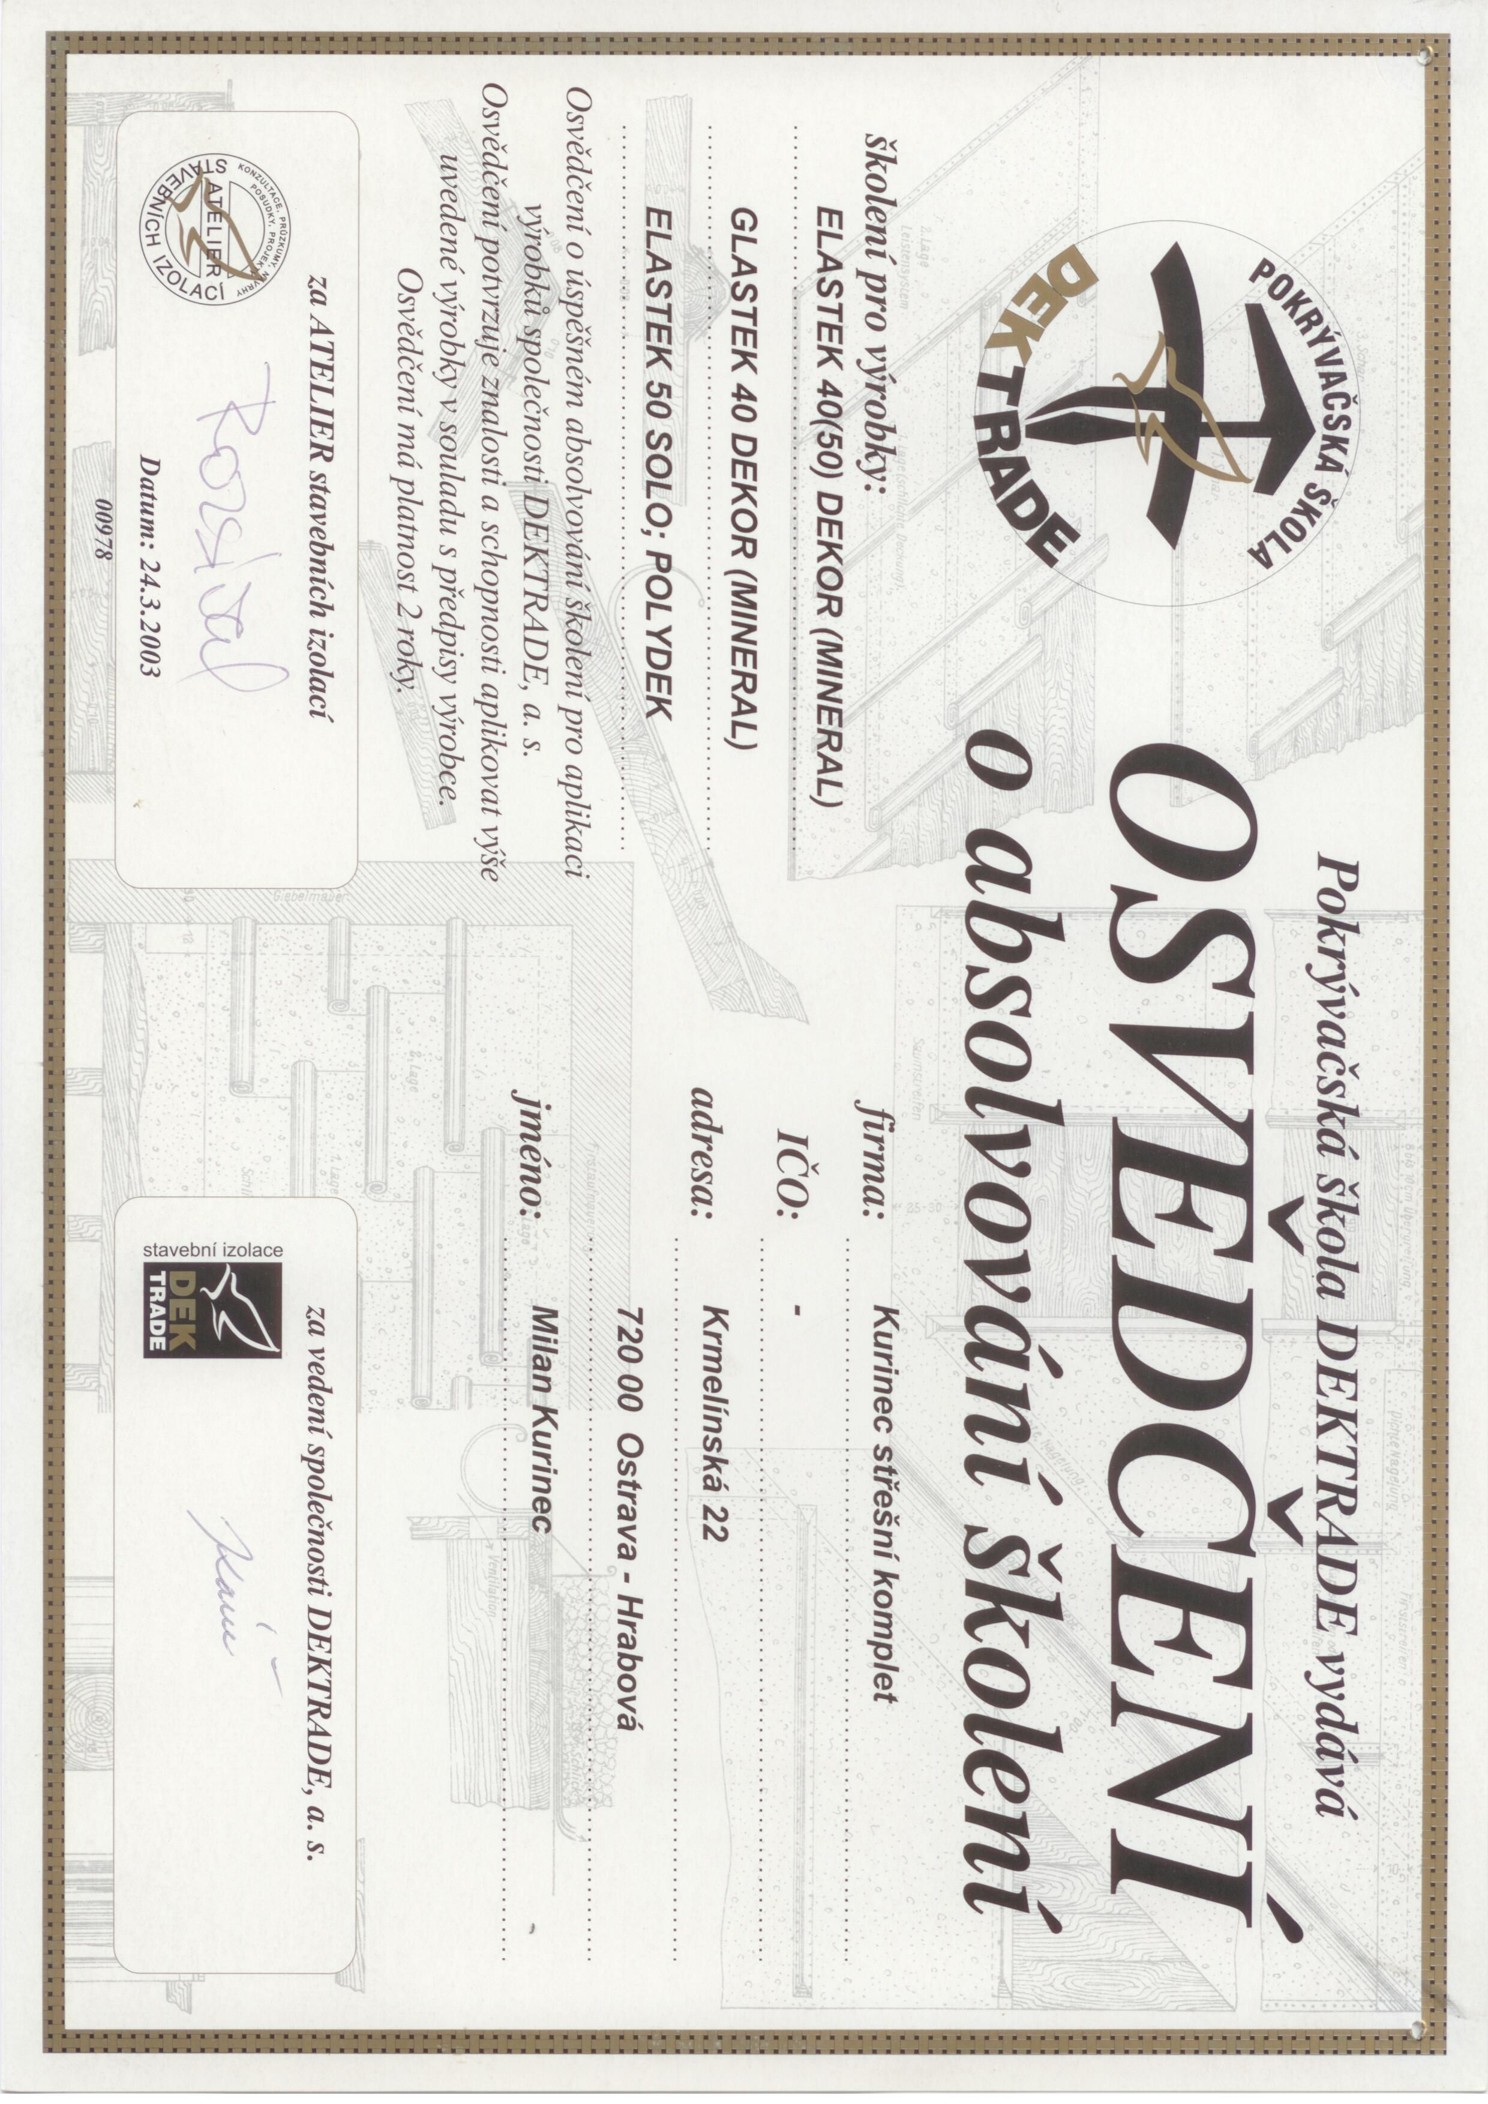 Pokrývačská škola DEKTRADE vydává
OSVĚDČENÍ
o absolvování školení
POKRÝVAČSKÁ ŠKOLA
DEKTRADE
školení pro výrobky:
ELASTEK 40(50) DEKOR (MINERAL)
GLASTEK 40 DEKOR (MINERAL)
ELASTEK 50 SOLO; POLYDEK
Osvědčení o úspěšném absolvování školení pro aplikaci
výrobků společnosti DEKTRADE, a. s.
Osvědčení potvrzuje znalosti a schopnosti aplikovat výše
uvedené výrobky v souladu s předpisy výrobce.
Osvědčení má platnost 2 roky.
firma: Kurinec střešní komplet
IČO: -
adresa: Krmelínská 22
720 00 Ostrava - Hrabová
jméno: Milan Kurinec
za ATELIER stavebních izolací
KONZULTACE, PRŮZKUMY, NÁVRHY
POSUDKY, PROJEKTY
ATELIER
STAVEBNÍCH IZOLACÍ
Datum: 24.3.2003
00978
za vedení společnosti DEKTRADE, a. s.
stavební izolace
DEK
TRADE